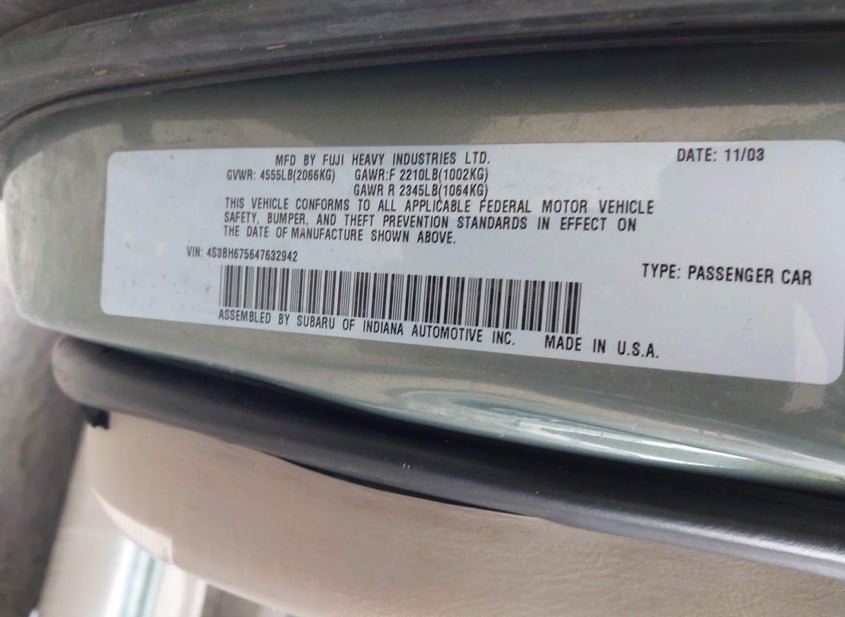 MFD BY FUJI HEAVY INDUSTRIES LTD. DATE: 11/03
GVWR: 4555LB(2066KG) GAWR:F 2210LB(1002KG)
GAWR R 2345LB(1064KG)
THIS VEHICLE CONFORMS TO ALL APPLICABLE FEDERAL MOTOR VEHICLE
SAFETY, BUMPER, AND THEFT PREVENTION STANDARDS IN EFFECT ON
THE DATE OF MANUFACTURE SHOWN ABOVE.
VIN: 4S3BH675647632942
TYPE: PASSENGER CAR
ASSEMBLED BY SUBARU OF INDIANA AUTOMOTIVE INC. MADE IN U.S.A.